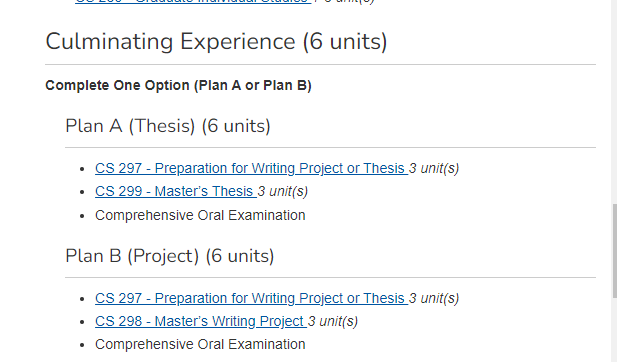 Culminating Experience (6 units)
Complete One Option (Plan A or Plan B)
Plan A (Thesis) (6 units)
• CS 297 - Preparation for Writing Project or Thesis 3 unit(s)
• CS 299 - Master’s Thesis 3 unit(s)
• Comprehensive Oral Examination
Plan B (Project) (6 units)
• CS 297 - Preparation for Writing Project or Thesis 3 unit(s)
• CS 298 - Master’s Writing Project 3 unit(s)
• Comprehensive Oral Examination